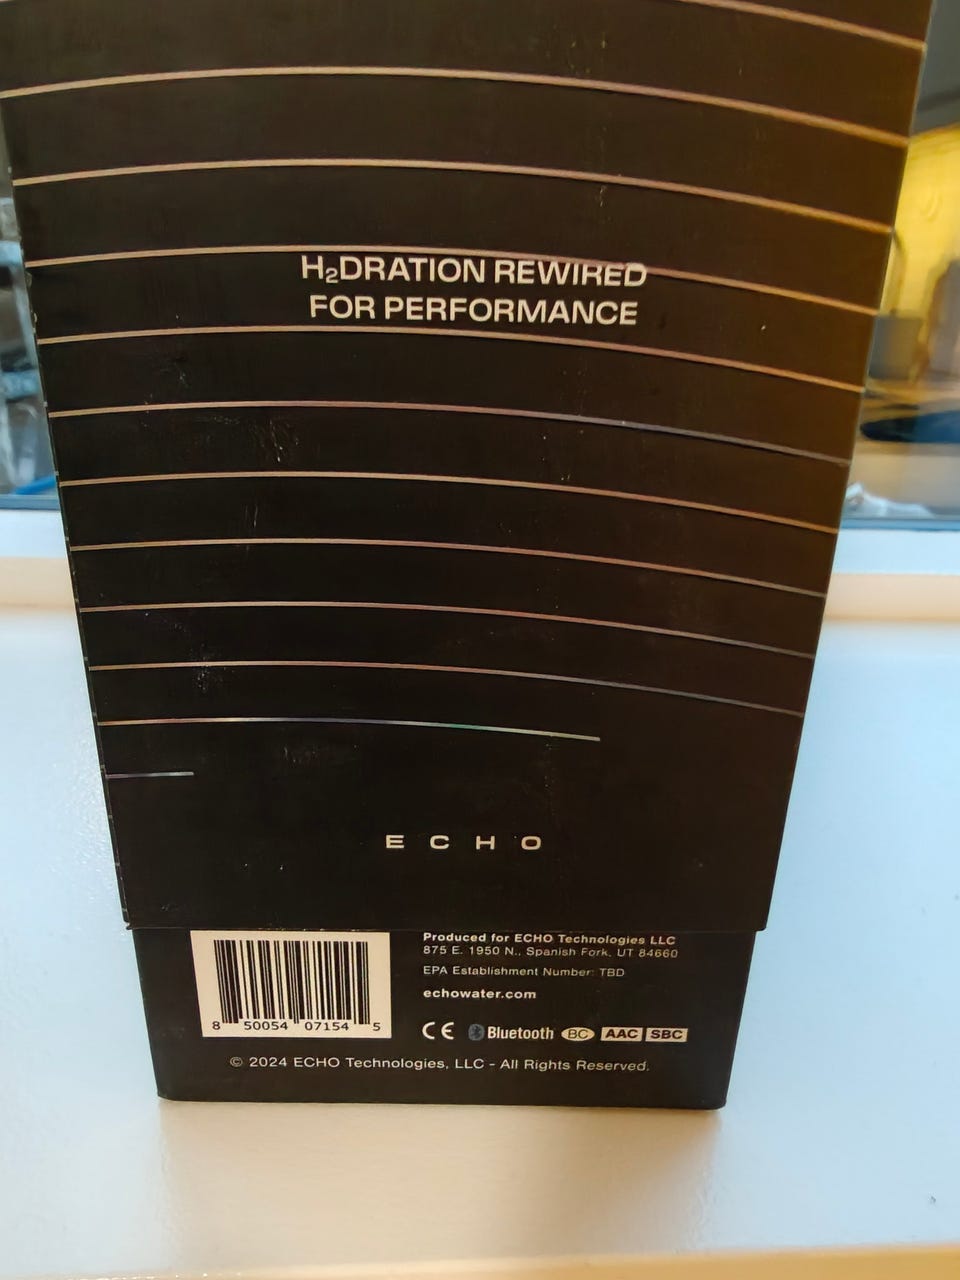 H₂DRATION REWIRED
FOR PERFORMANCE
E C H O
Produced for ECHO Technologies LLC
875 E. 1950 N., Spanish Fork, UT 84660
EPA Establishment Number: TBD
echowater.com
8 50054 07154 5
CE Bluetooth BC AAC SBC
© 2024 ECHO Technologies, LLC - All Rights Reserved.